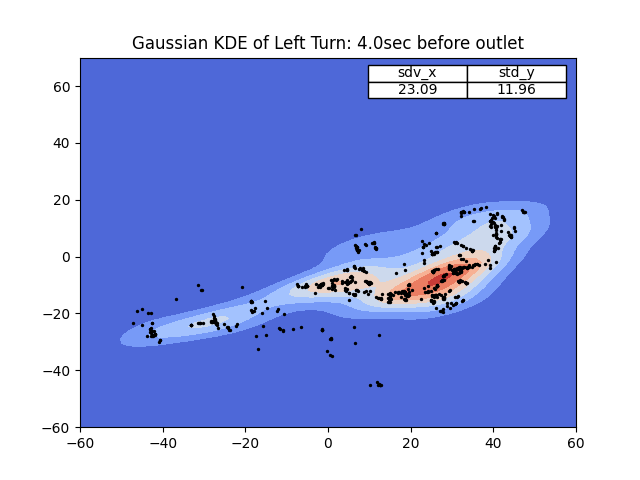 Gaussian KDE of Left Turn: 4.0sec before outlet
sdv_x std_y
23.09 11.96
60
40
20
0
−20
−40
−60
−60 −40 −20 0 20 40 60